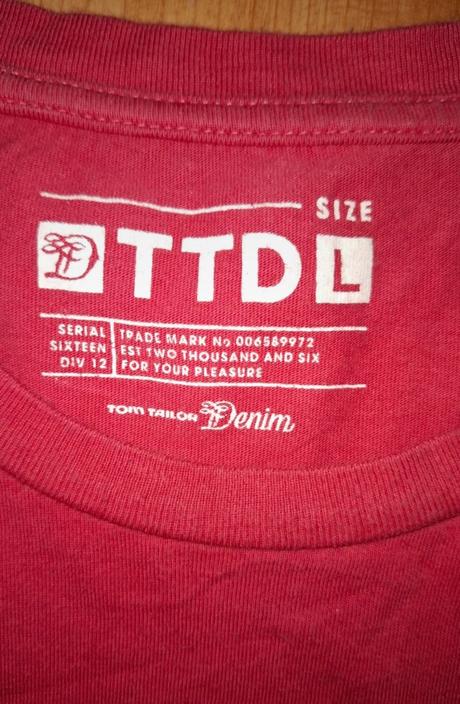 SIZE
D TTD L
SERIAL
SIXTEEN
DIV 12
TRADE MARK No 006589972
EST TWO THOUSAND AND SIX
FOR YOUR PLEASURE
TOM TAILOR Denim